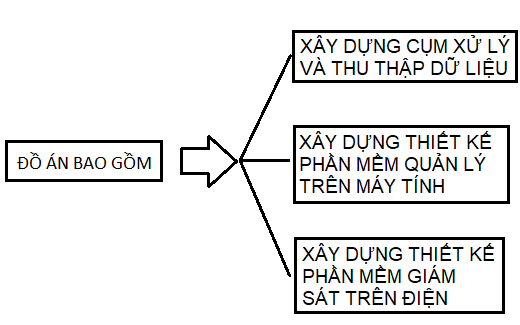 ĐỒ ÁN BAO GỒM
XÂY DỰNG CỤM XỬ LÝ
VÀ THU THẬP DỮ LIỆU
XÂY DỰNG THIẾT KẾ
PHẦN MỀM QUẢN LÝ
TRÊN MÁY TÍNH
XÂY DỰNG THIẾT KẾ
PHẦN MỀM GIÁM
SÁT TRÊN ĐIỆN